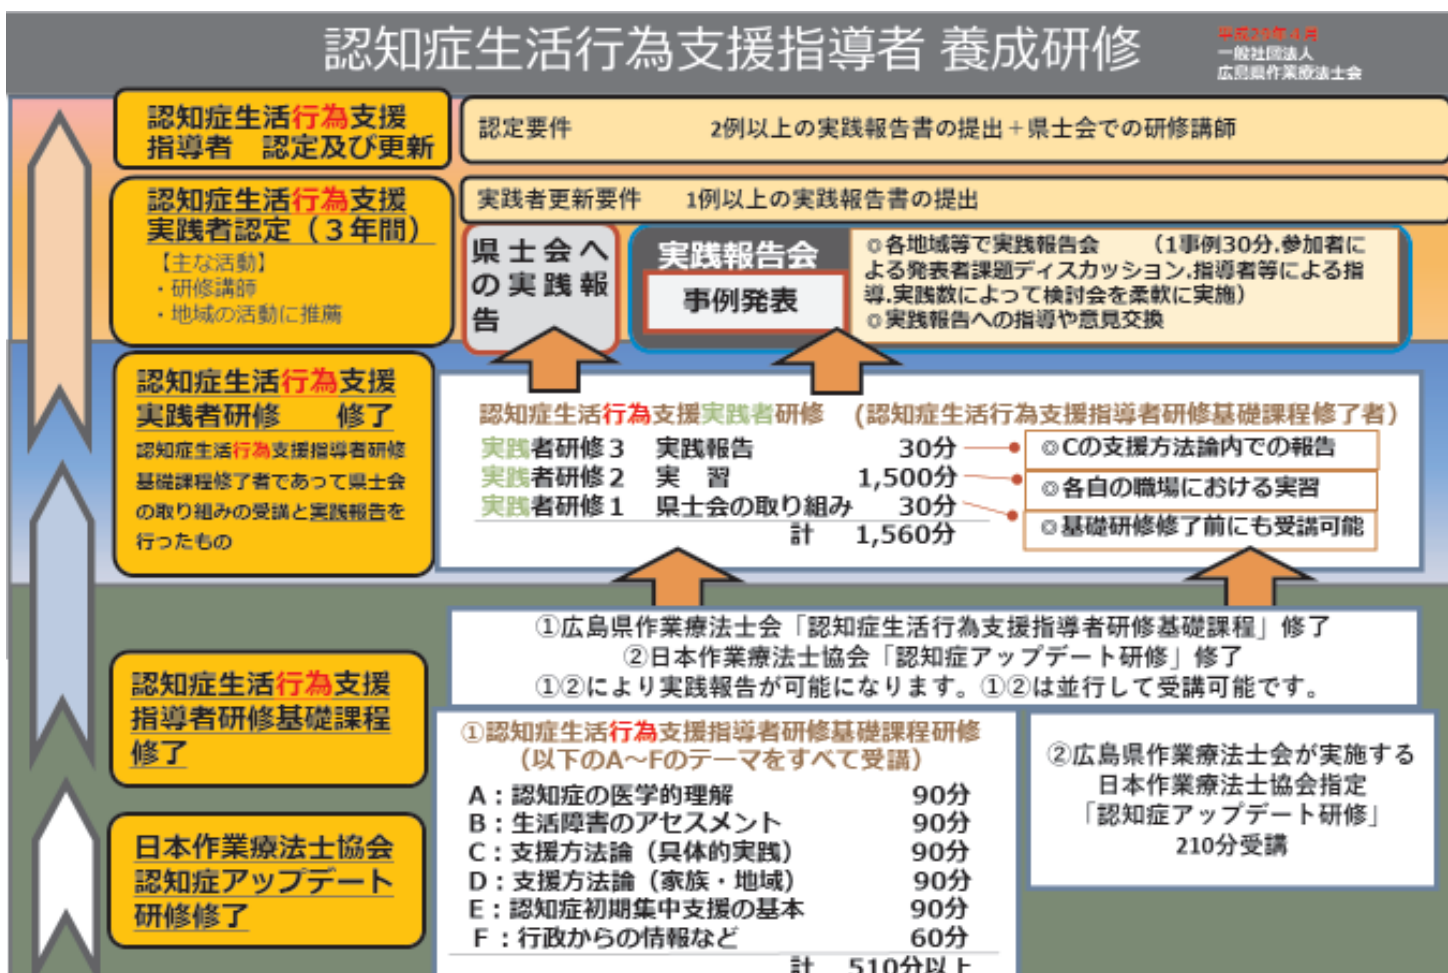 認知症生活行為支援指導者 養成研修
平成29年4月
一般社団法人
広島県作業療法士会
認知症生活行為支援
指導者　認定及び更新
認定要件　2例以上の実践報告書の提出＋県士会での研修講師
認知症生活行為支援
実践者認定（３年間）
【主な活動】
・研修講師
・地域の活動に推薦
実践者更新要件　1例以上の実践報告書の提出
県士会へ
の実践報
告
実践報告会
事例発表
◎各地域等で実践報告会　（1事例30分.参加者に
よる発表者課題ディスカッション.指導者等による指
導.実践数によって検討会を柔軟に実施）
◎実践報告への指導や意見交換
認知症生活行為支援
実践者研修　修了
認知症生活行為支援指導者研修
基礎課程修了者であって県士会
の取り組みの受講と実践報告を
行ったもの
認知症生活行為支援実践者研修　（認知症生活行為支援指導者研修基礎課程修了者）
実践者研修３　実践報告　30分
実践者研修２　実　習　1,500分
実践者研修１　県士会の取り組み　30分
計　1,560分
◎Cの支援方法論内での報告
◎各自の職場における実習
◎基礎研修修了前にも受講可能
①広島県作業療法士会「認知症生活行為支援指導者研修基礎課程」修了
②日本作業療法士協会「認知症アップデート研修」修了
①②により実践報告が可能になります。①②は並行して受講可能です。
認知症生活行為支援
指導者研修基礎課程
修了
日本作業療法士協会
認知症アップデート
研修修了
①認知症生活行為支援指導者研修基礎課程研修
（以下のA～Fのテーマをすべて受講）
A：認知症の医学的理解　90分
B：生活障害のアセスメント　90分
C：支援方法論（具体的実践）　90分
D：支援方法論（家族・地域）　90分
E：認知症初期集中支援の基本　90分
F：行政からの情報など　60分
計　510分以上
②広島県作業療法士会が実施する
日本作業療法士協会指定
「認知症アップデート研修」
210分受講